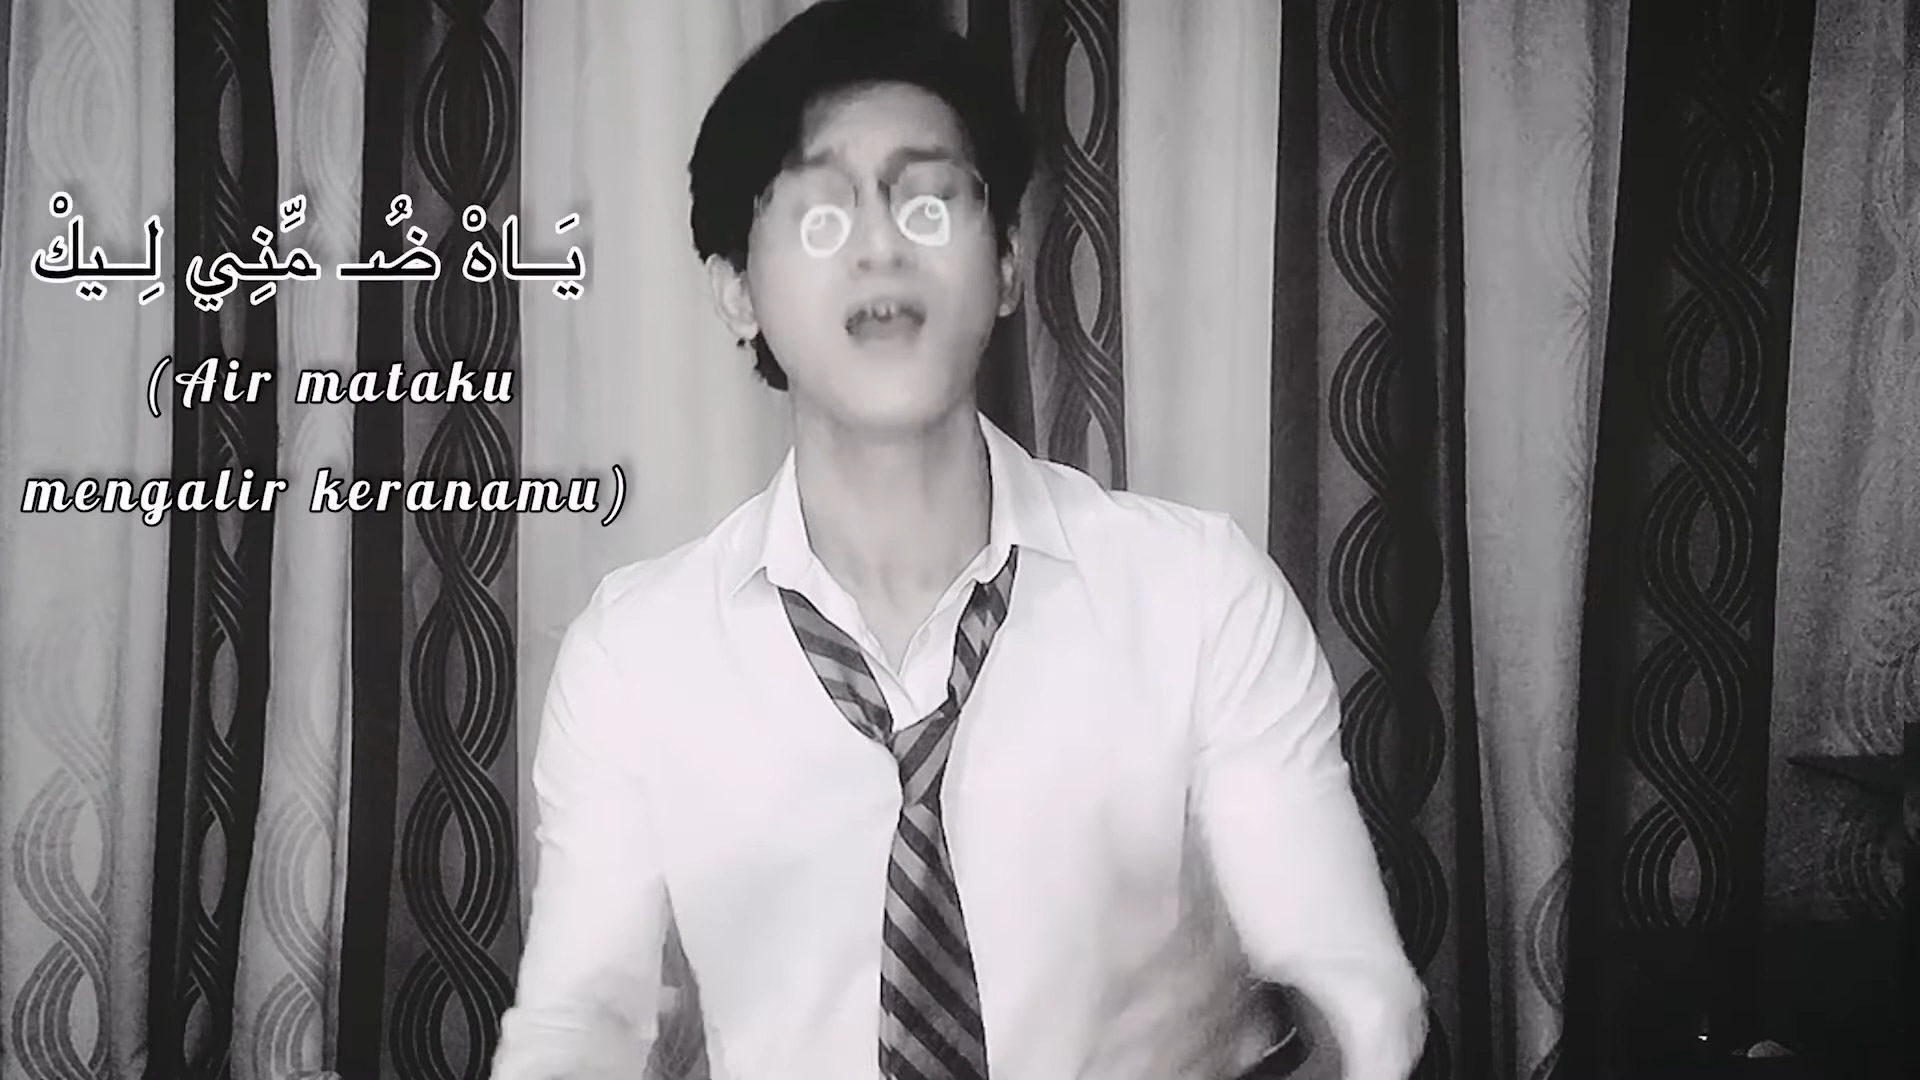 يَــاهْ ضُـ مِّنِي لِـيكْ
(Air mataku
mengalir keranamu)